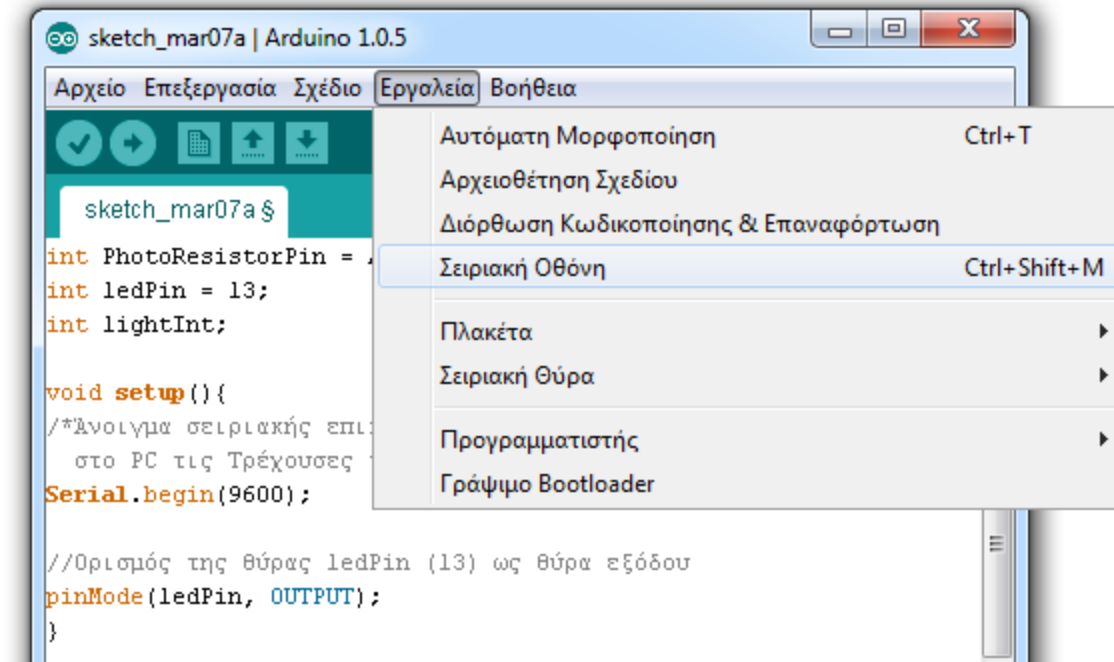 sketch_mar07a | Arduino 1.0.5
Αρχείο Επεξεργασία Σχέδιο Εργαλεία Βοήθεια
Αυτόματη Μορφοποίηση Ctrl+T
Αρχειοθέτηση Σχεδίου
Διόρθωση Κωδικοποίησης & Επαναφόρτωση
Σειριακή Οθόνη Ctrl+Shift+M
Πλακέτα
Σειριακή Θύρα
Προγραμματιστής
Γράψιμο Bootloader
sketch_mar07a §
int PhotoResistorPin =
int ledPin = 13;
int lightInt;
void setup(){
/*Άνοιγμα σειριακής
στο PC τις Τρέχουσες
Serial.begin(9600);
//Ορισμός της θύρας ledPin (13) ως θύρα εξόδου
pinMode(ledPin, OUTPUT);
}